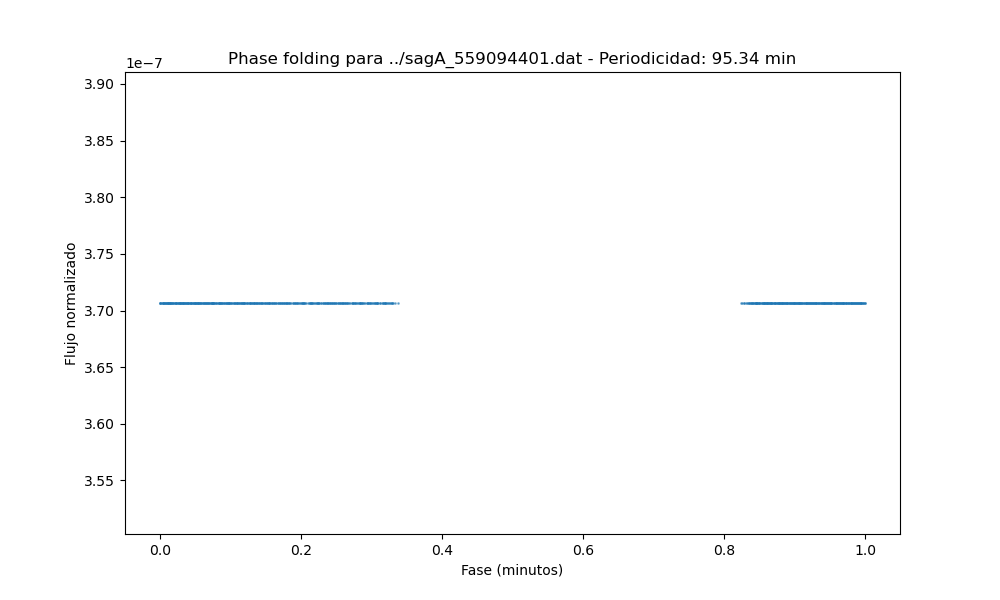 Phase folding para ../sagA_559094401.dat - Periodicidad: 95.34 min
1e−7
3.90
3.85
3.80
3.75
3.70
3.65
3.60
3.55
Flujo normalizado
0.0 0.2 0.4 0.6 0.8 1.0
Fase (minutos)